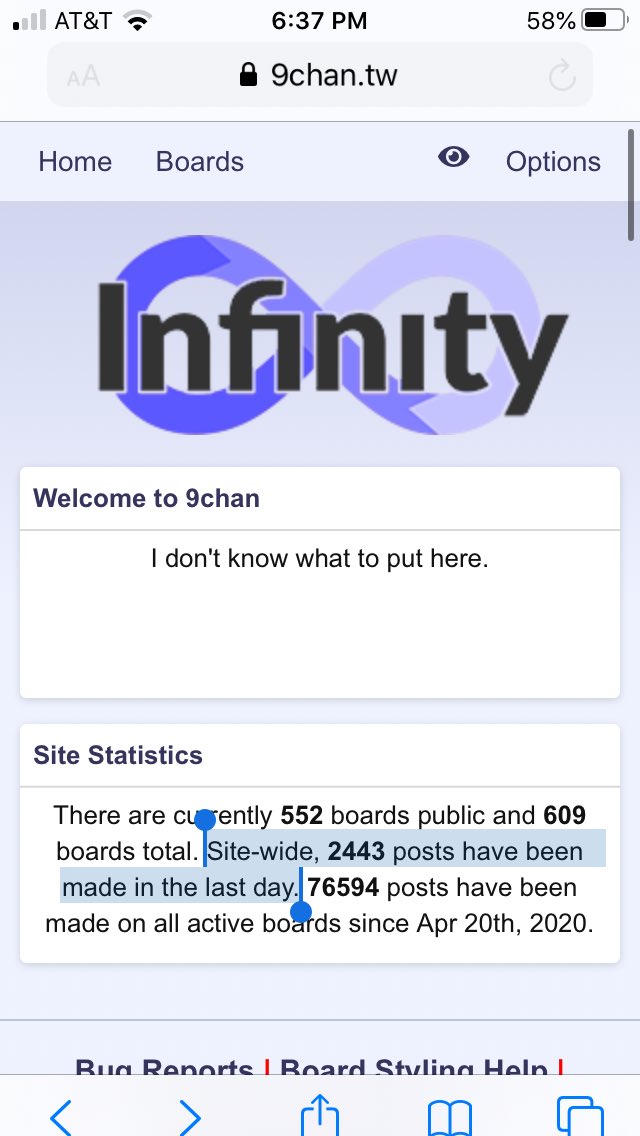 AT&T 6:37 PM 58%
AA 9chan.tw
Home Boards Options
Infinity
Welcome to 9chan
I don't know what to put here.
Site Statistics
There are currently 552 boards public and 609
boards total. Site-wide, 2443 posts have been
made in the last day. 76594 posts have been
made on all active boards since Apr 20th, 2020.
Bug Reports | Board Styling Help |